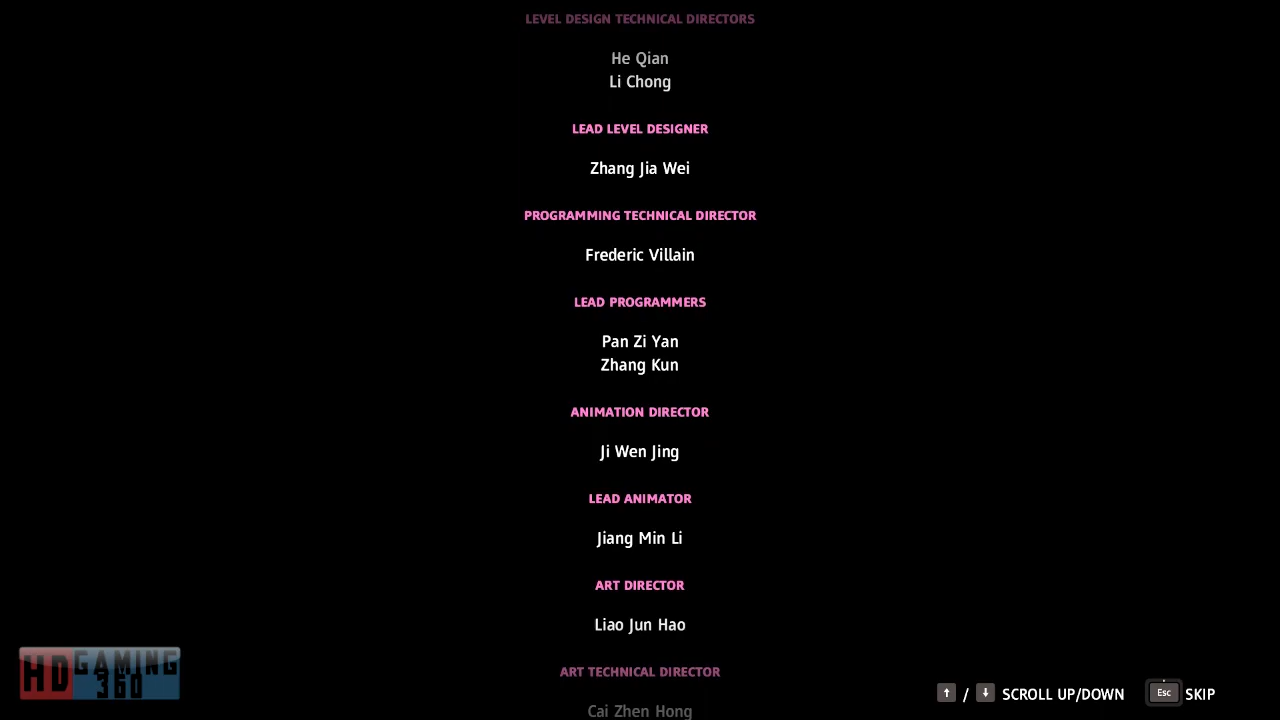 LEVEL DESIGN TECHNICAL DIRECTORS
He Qian
Li Chong
LEAD LEVEL DESIGNER
Zhang Jia Wei
PROGRAMMING TECHNICAL DIRECTOR
Frederic Villain
LEAD PROGRAMMERS
Pan Zi Yan
Zhang Kun
ANIMATION DIRECTOR
Ji Wen Jing
LEAD ANIMATOR
Jiang Min Li
ART DIRECTOR
Liao Jun Hao
ART TECHNICAL DIRECTOR
Cai Zhen Hong
HD GAMING
360
/ SCROLL UP/DOWN Esc SKIP